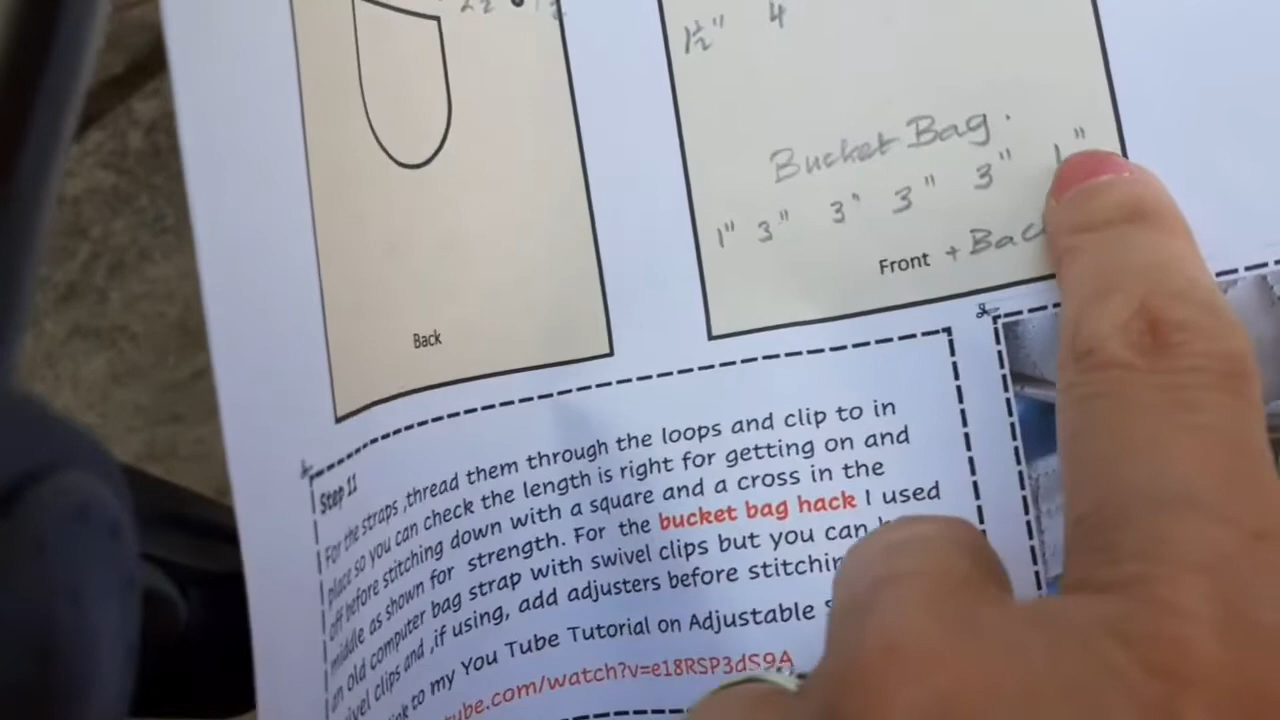 1½" 4
Bucket Bag.
1" 3" 3" 3" 3" 1"
Front + Bac
Back
Step 11
For the straps ,thread them through the loops and clip to in
place so you can check the length is right for getting on and
off before stitching down with a square and a cross in the
middle as shown for strength. For the bucket bag hack I used
an old computer bag strap with swivel clips but you can
ivel clips and ,if using, add adjusters before stitchin
to my You Tube Tutorial on Adjustable
tube.com/watch?v=e18RSP3dS9A